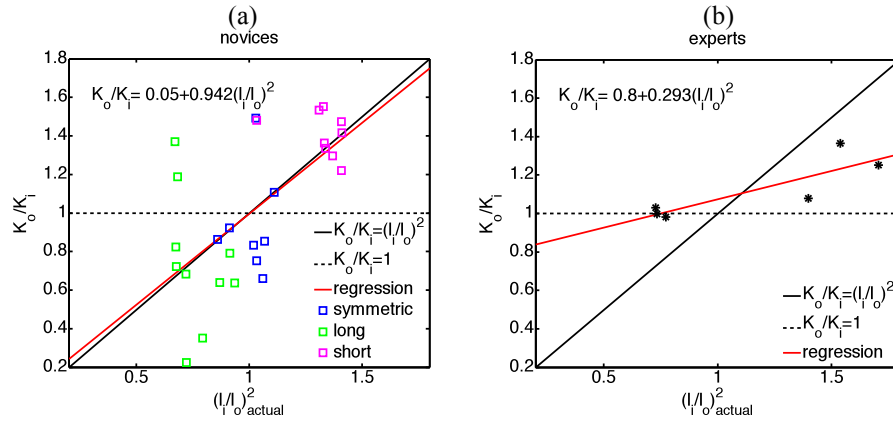 (a)
novices
K_o/K_i = 0.05+0.942(l_i/l_o)^2
K_o/K_i
1.8
1.6
1.4
1.2
1
0.8
0.6
0.4
0.2
K_o/K_i=(l_i/l_o)^2
K_o/K_i=1
regression
symmetric
long
short
0.5
1
1.5
(l_i/l_o)^2_actual
(b)
experts
K_o/K_i = 0.8+0.293(l_i/l_o)^2
K_o/K_i
1.8
1.6
1.4
1.2
1
0.8
0.6
0.4
0.2
K_o/K_i=(l_i/l_o)^2
K_o/K_i=1
regression
0.5
1
1.5
(l_i/l_o)^2_actual